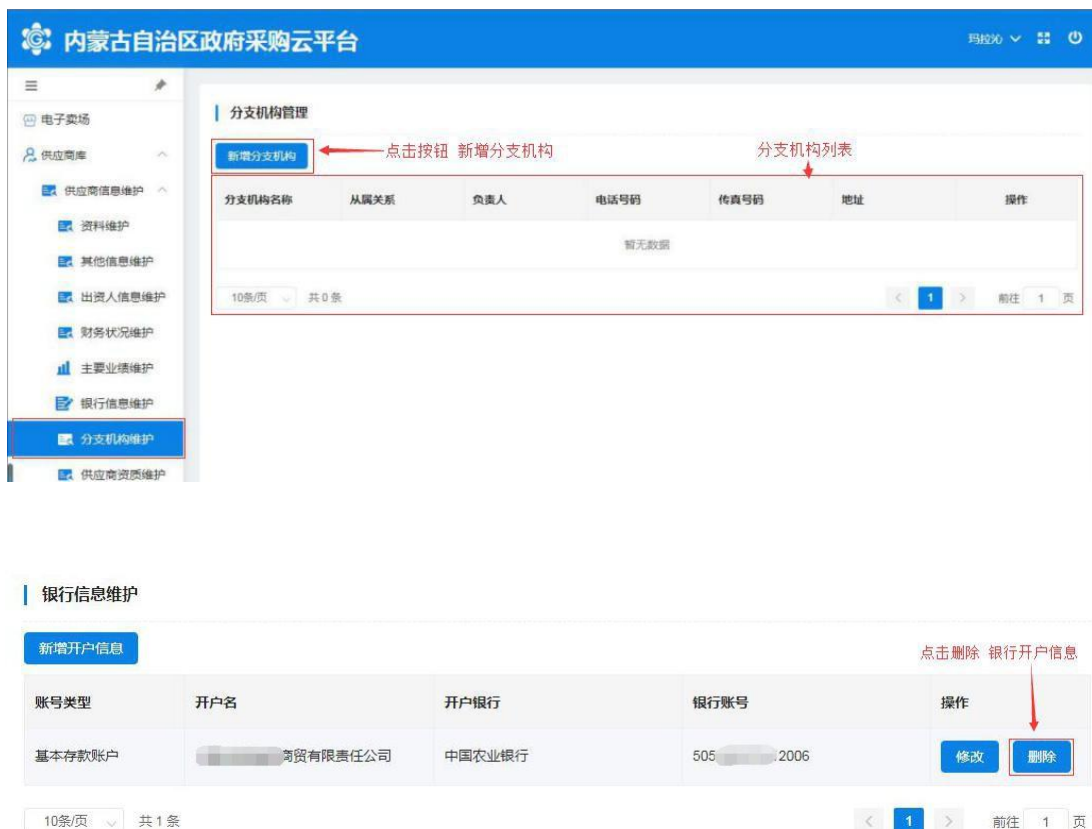 内蒙古自治区政府采购云平台
玛拉沁
电子卖场
供应商库
供应商信息维护
资料维护
其他信息维护
出资人信息维护
财务状况维护
主要业绩维护
银行信息维护
分支机构维护
供应商资质维护
分支机构管理
新增分支机构 点击按钮 新增分支机构 分支机构列表
分支机构名称 从属关系 负责人 电话号码 传真号码 地址 操作
暂无数据
10条/页 共 0 条 1 前往 1 页
银行信息维护
新增开户信息 点击删除 银行开户信息
账号类型 开户名 开户银行 银行账号 操作
基本存款账户 商贸有限责任公司 中国农业银行 505 2006 修改 删除
10条/页 共 1 条 1 前往 1 页